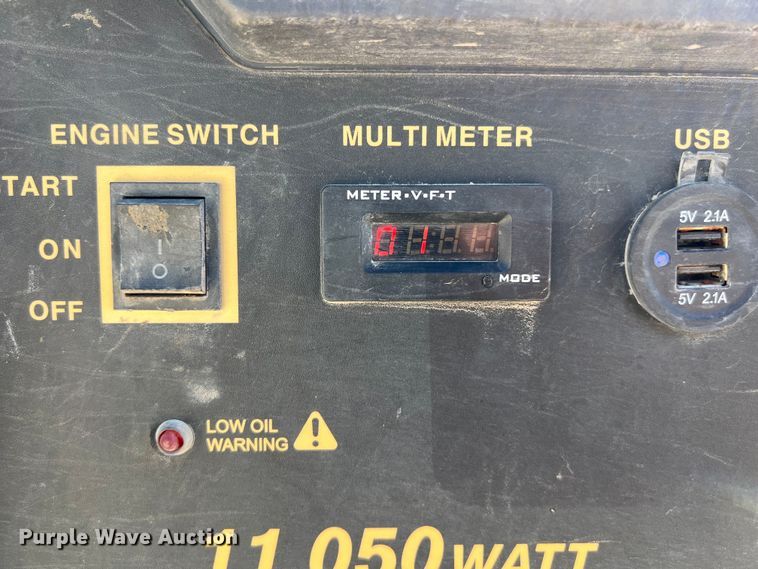 ENGINE SWITCH
MULTI METER
USB
START
METER·V·F·T
5V 2.1A
ON
OFF
MODE
5V 2.1A
LOW OIL
WARNING
Purple Wave Auction
11,050 WATT